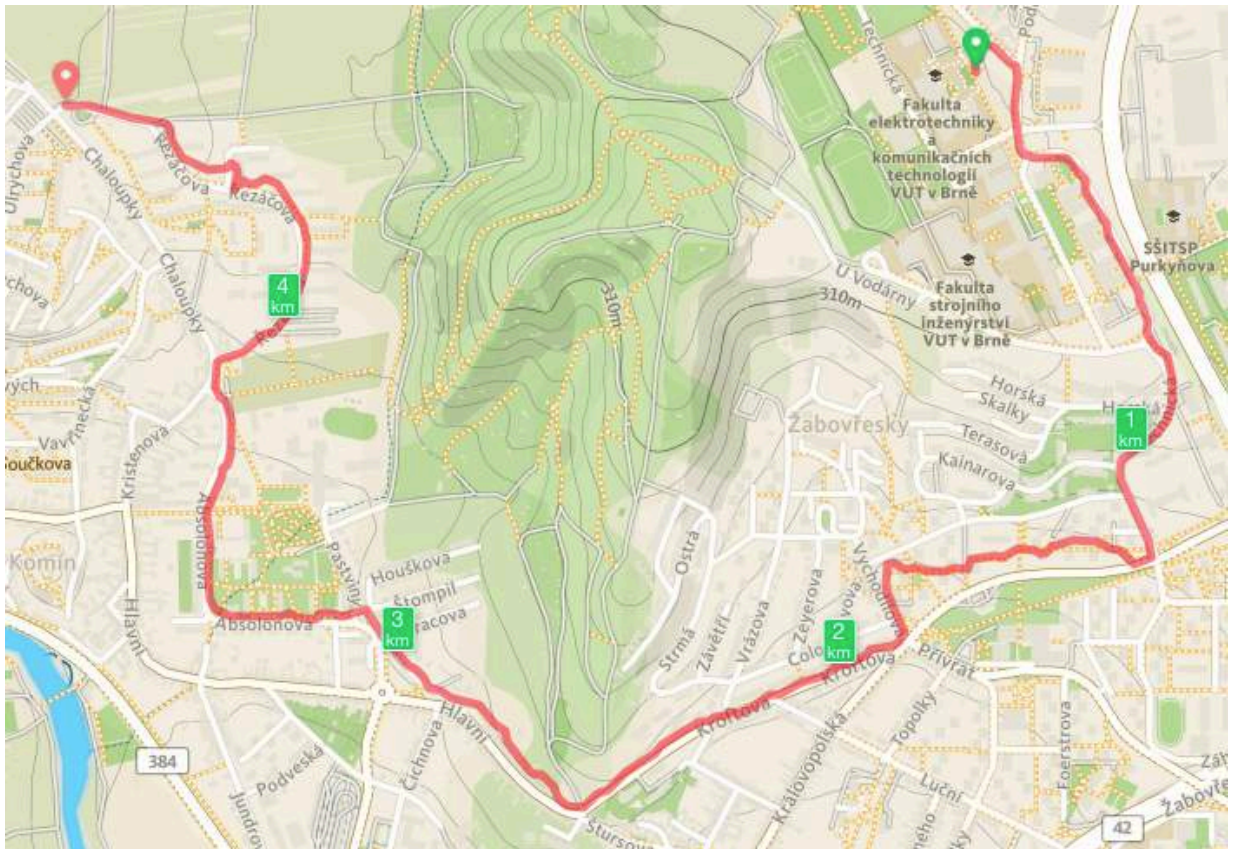 Technická
Fakulta
elektrotechniky
a
komunikačních
technologií
VUT v Brně
SŠITSP
Purkyňova
Fakulta
strojního
inženýrství
VUT v Brně
U Vodárny
310m
310m
Ulrychova
Chaloupky
Řezáčova
Řezáčova
4
km
Chaloupky
Vavřinecká
Kristenova
Absolonova
Komín
Hlavní
Pastviny
Houškova
Štompil
Absolonova
3
km
Hlavní
384
Podveská
Čichnova
Štursova
Horská
Skalky
Žabovřesky
Terasová
Kainarova
1
km
Ostrá
Strmá
Závětří
Vrázova
Zeyerova
Východilova
2
km
Kroftova
Kroftova
Přívrat
Topolky
Královopolská
Luční
Foerstrova
42